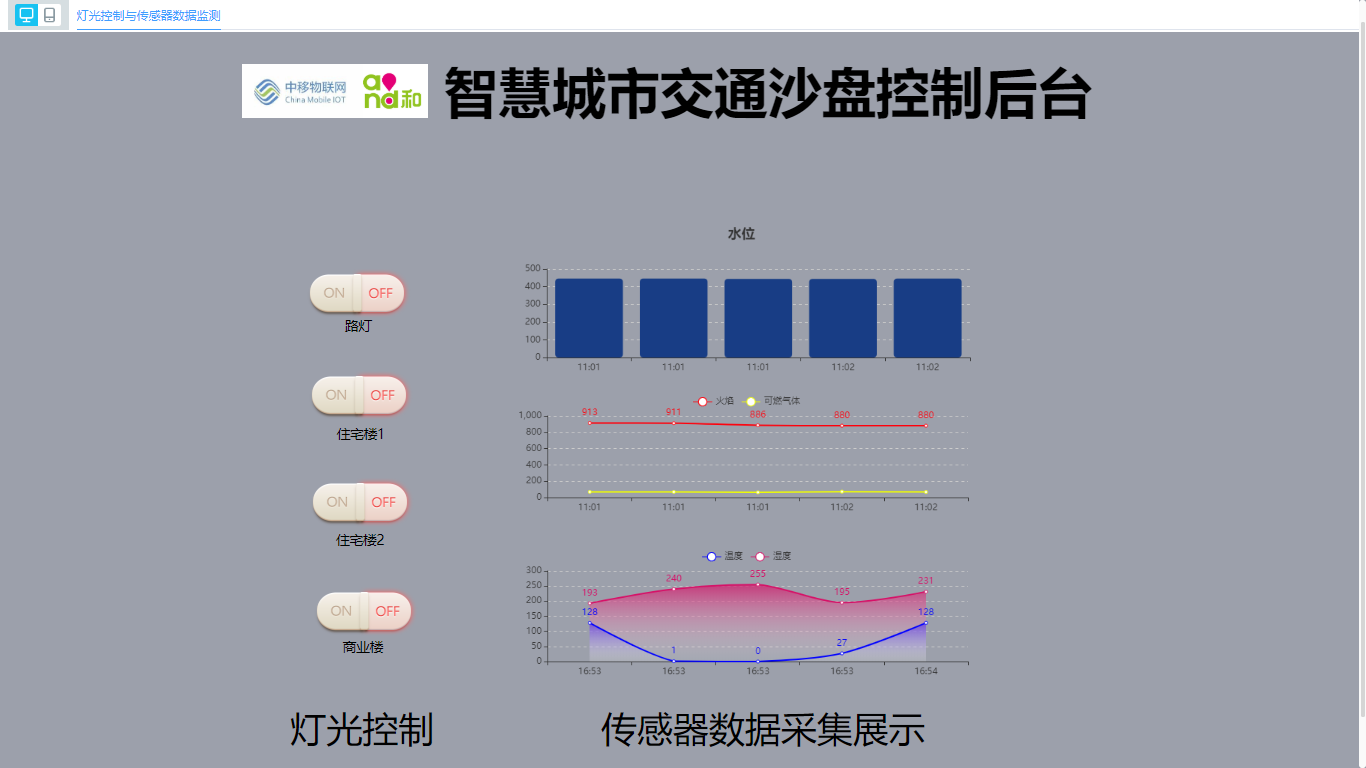 灯光控制与传感器数据监测
中移物联网
China Mobile IOT
and和
智慧城市交通沙盘控制后台
ON OFF
路灯
ON OFF
住宅楼1
ON OFF
住宅楼2
ON OFF
商业楼
灯光控制
水位
500
400
300
200
100
0
11:01 11:01 11:01 11:02 11:02
火焰 可燃气体
913 911 886 880 880
1,000
800
600
400
200
0
11:01 11:01 11:01 11:02 11:02
温度 湿度
300
250
200
150
100
50
0
193 240 255 195 231
128 1 0 27 128
16:53 16:53 16:53 16:53 16:54
传感器数据采集展示